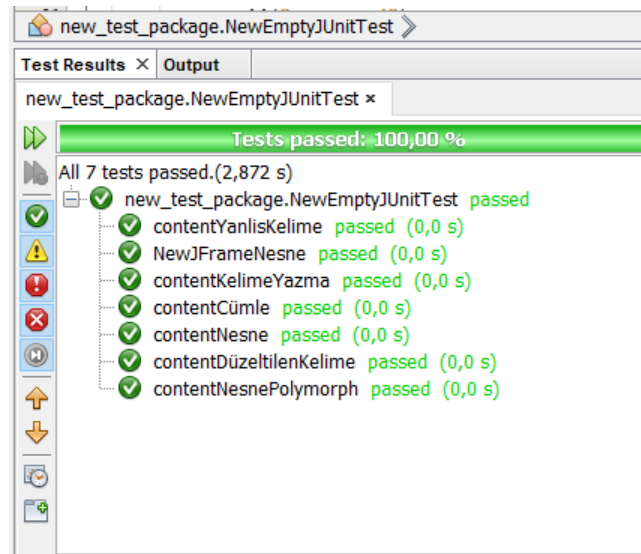 new_test_package.NewEmptyJUnitTest
Test Results × Output
new_test_package.NewEmptyJUnitTest ×
Tests passed: 100,00 %
All 7 tests passed.(2,872 s)
new_test_package.NewEmptyJUnitTest passed
contentYanlisKelime passed (0,0 s)
NewJFrameNesne passed (0,0 s)
contentKelimeYazma passed (0,0 s)
contentCümle passed (0,0 s)
contentNesne passed (0,0 s)
contentDüzeltilenKelime passed (0,0 s)
contentNesnePolymorph passed (0,0 s)